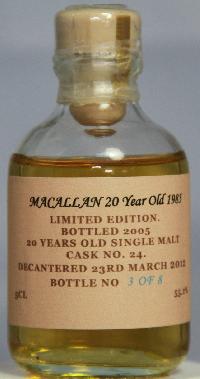 MACALLAN 20 Year Old 1985
LIMITED EDITION.
BOTTLED 2005
20 YEARS OLD SINGLE MALT
CASK NO. 24.
DECANTERED 23RD MARCH 2012
BOTTLE NO 3 OF 8
5CL